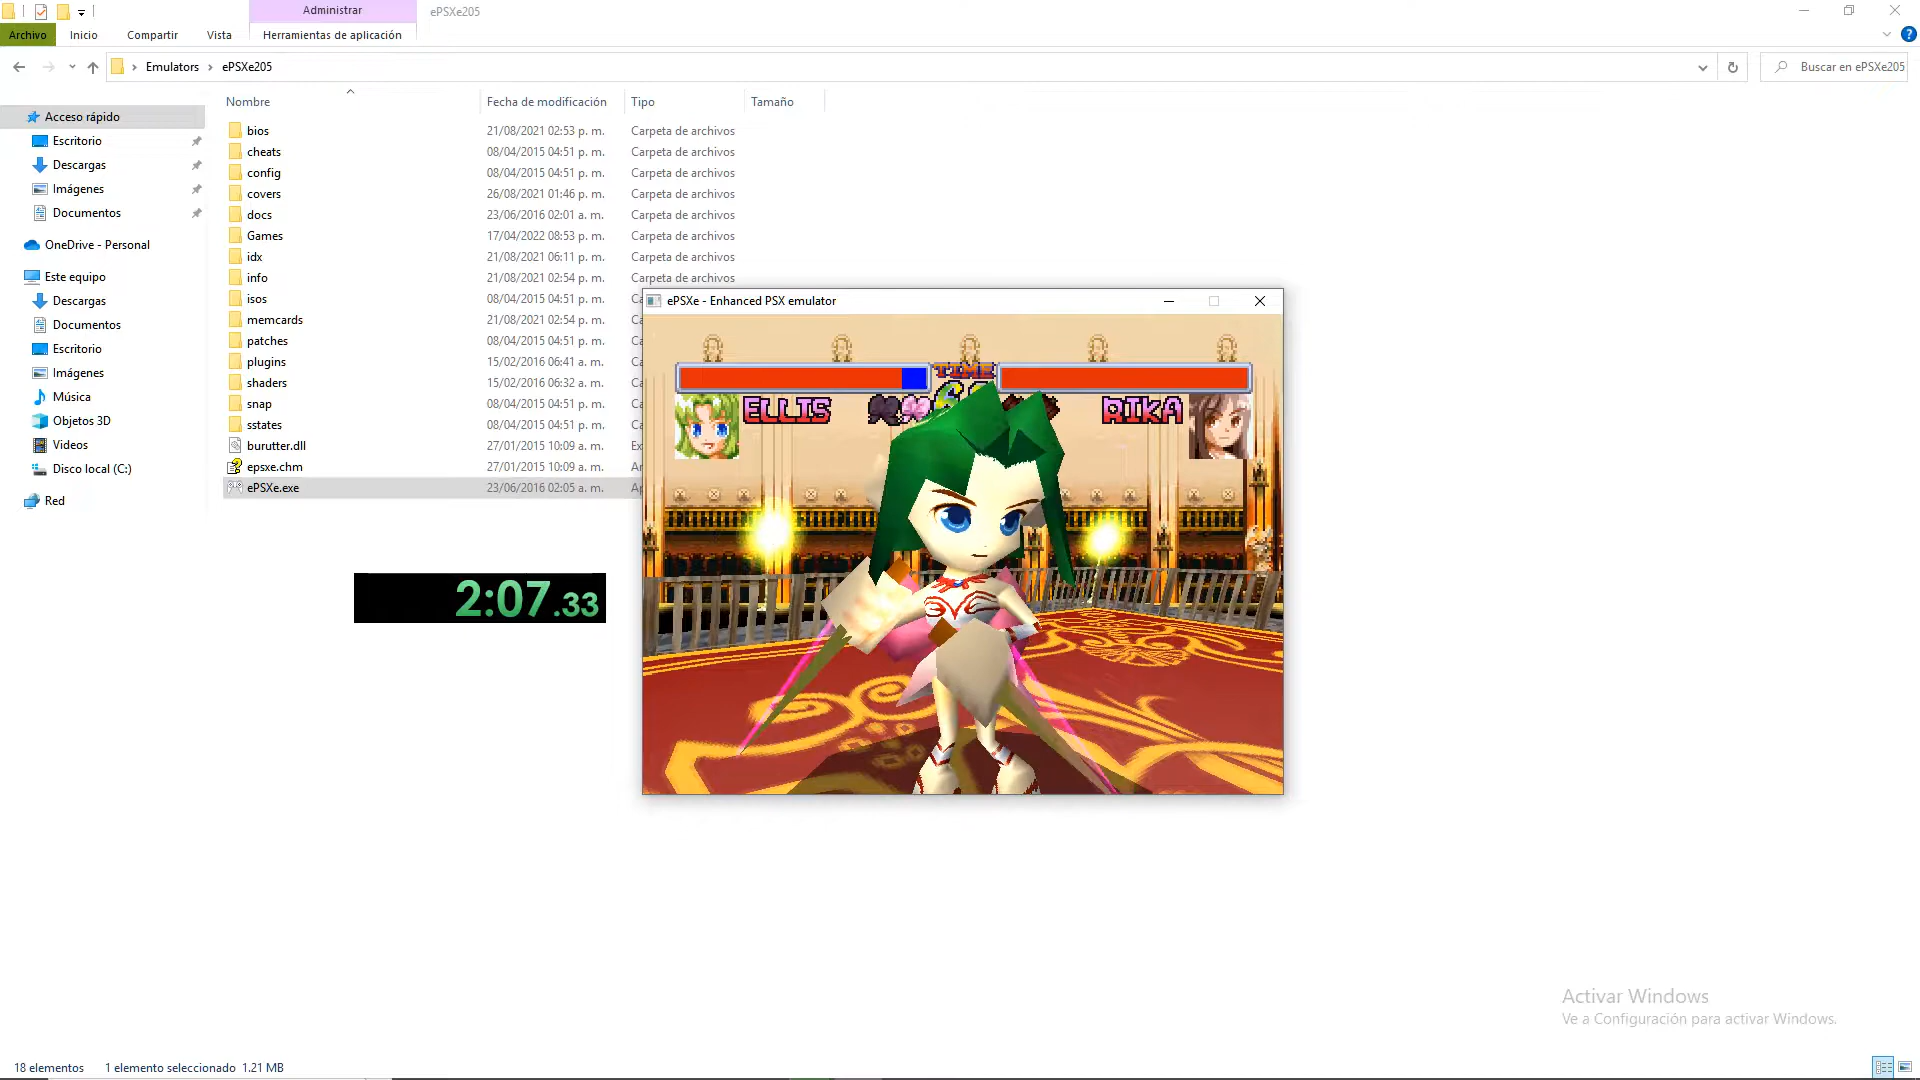 Administrar
ePSXe205
Archivo
Inicio
Compartir
Vista
Herramientas de aplicación
Emulators
ePSXe205
Buscar en ePSXe205
Nombre
Fecha de modificación
Tipo
Tamaño
Acceso rápido
Escritorio
Descargas
Imágenes
Documentos
OneDrive - Personal
Este equipo
Descargas
Documentos
Escritorio
Imágenes
Música
Objetos 3D
Videos
Disco local (C:)
Red
bios 21/08/2021 02:53 p. m. Carpeta de archivos
cheats 08/04/2015 04:51 p. m. Carpeta de archivos
config 08/04/2015 04:51 p. m. Carpeta de archivos
covers 26/08/2021 01:46 p. m. Carpeta de archivos
docs 23/06/2016 02:01 a. m. Carpeta de archivos
Games 17/04/2022 08:53 p. m. Carpeta de archivos
idx 21/08/2021 06:11 p. m. Carpeta de archivos
info 21/08/2021 02:54 p. m. Carpeta de archivos
isos 08/04/2015 04:51 p. m.
memcards 21/08/2021 02:54 p. m.
patches 08/04/2015 04:51 p. m.
plugins 15/02/2016 06:41 a. m.
shaders 15/02/2016 06:32 a. m.
snap 08/04/2015 04:51 p. m.
sstates 08/04/2015 04:51 p. m.
burutter.dll 27/01/2015 10:09 a. m.
epsxe.chm 27/01/2015 10:09 a. m.
ePSXe.exe 23/06/2016 02:05 a. m.
ePSXe - Enhanced PSX emulator
TIME
ELLIS
RIKA
2:07.33
Activar Windows
Ve a Configuración para activar Windows.
18 elementos
1 elemento seleccionado 1.21 MB